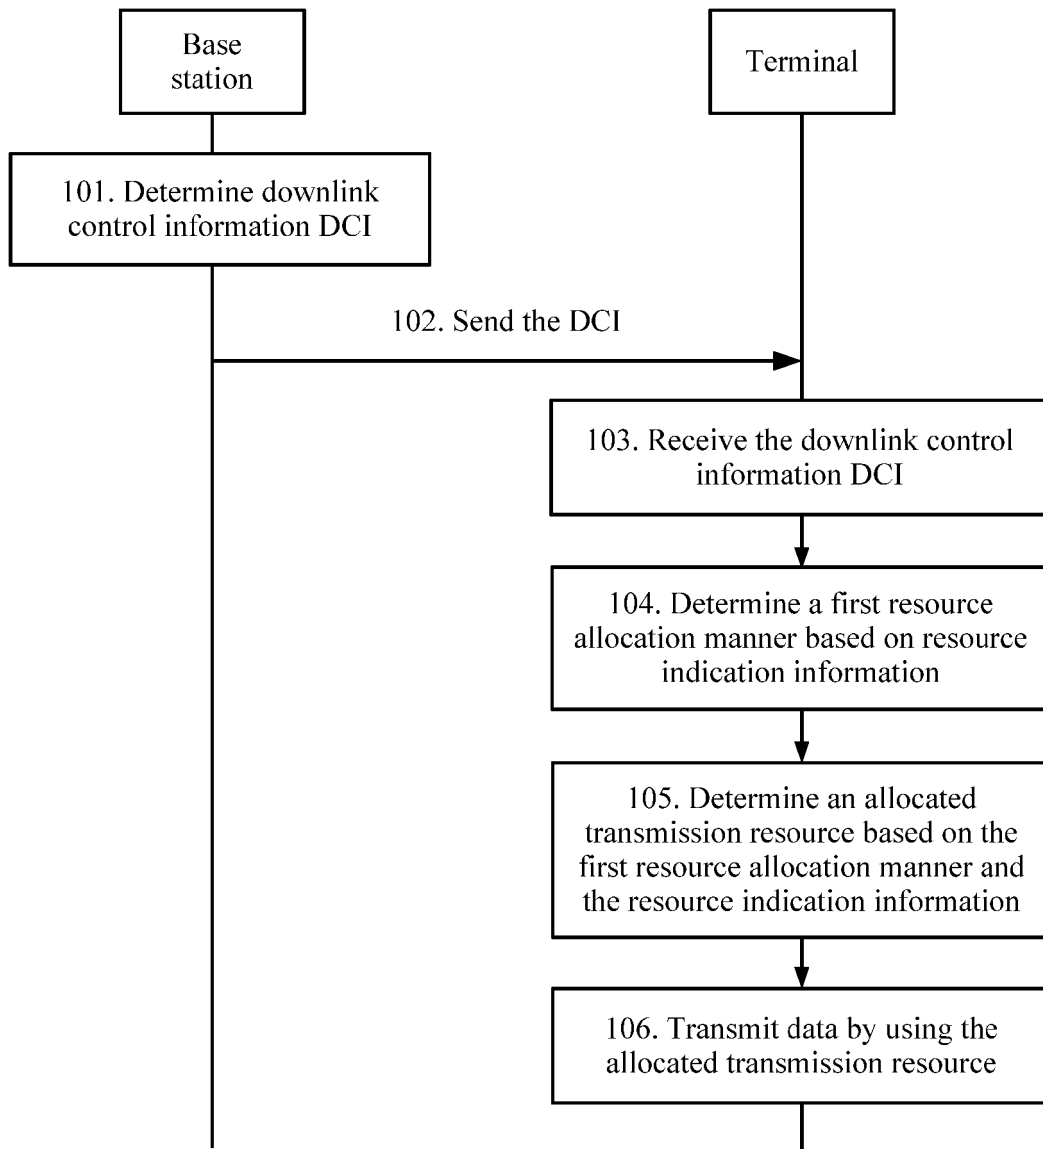 Base
station
Terminal
101. Determine downlink
control information DCI
102. Send the DCI
103. Receive the downlink control
information DCI
104. Determine a first resource
allocation manner based on resource
indication information
105. Determine an allocated
transmission resource based on the
first resource allocation manner and
the resource indication information
106. Transmit data by using the
allocated transmission resource